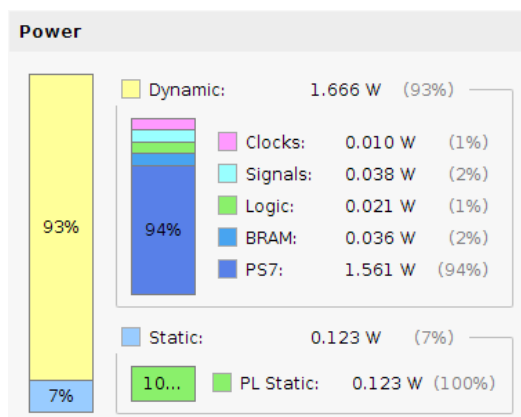 Power
Dynamic: 1.666 W (93%)
Clocks: 0.010 W (1%)
Signals: 0.038 W (2%)
Logic: 0.021 W (1%)
BRAM: 0.036 W (2%)
PS7: 1.561 W (94%)
93%
94%
Static: 0.123 W (7%)
10... PL Static: 0.123 W (100%)
7%